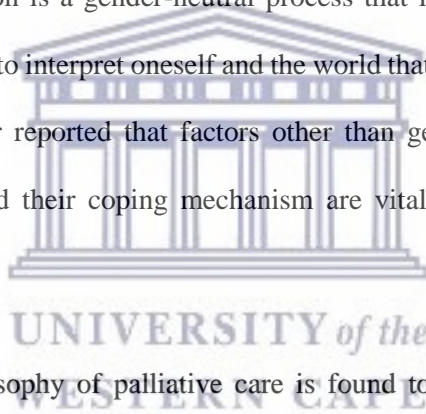 on is a gender-neutral process that
to interpret oneself and the world that
r reported that factors other than ge
d their coping mechanism are vital
UNIVERSITY of the
sophy of palliative care is found to
WESTERN CAPE